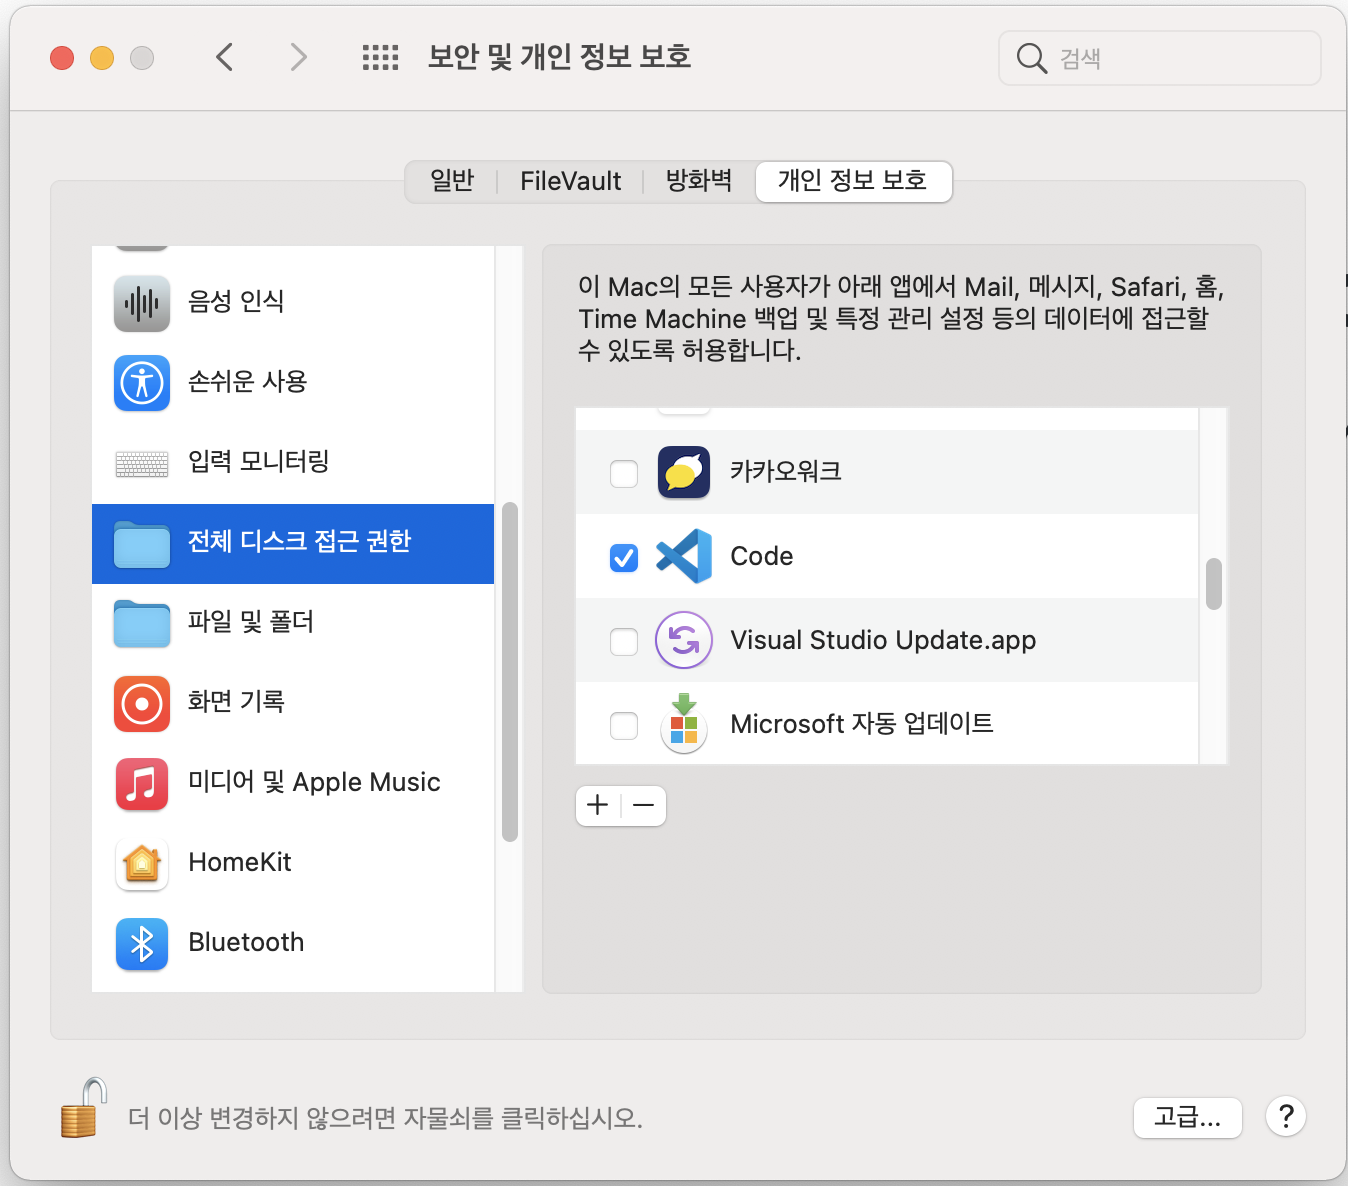 보안 및 개인 정보 보호
검색
일반
FileVault
방화벽
개인 정보 보호
음성 인식
손쉬운 사용
입력 모니터링
전체 디스크 접근 권한
파일 및 폴더
화면 기록
미디어 및 Apple Music
HomeKit
Bluetooth
이 Mac의 모든 사용자가 아래 앱에서 Mail, 메시지, Safari, 홈,
Time Machine 백업 및 특정 관리 설정 등의 데이터에 접근할
수 있도록 허용합니다.
카카오워크
Code
Visual Studio Update.app
Microsoft 자동 업데이트
더 이상 변경하지 않으려면 자물쇠를 클릭하십시오.
고급...
?